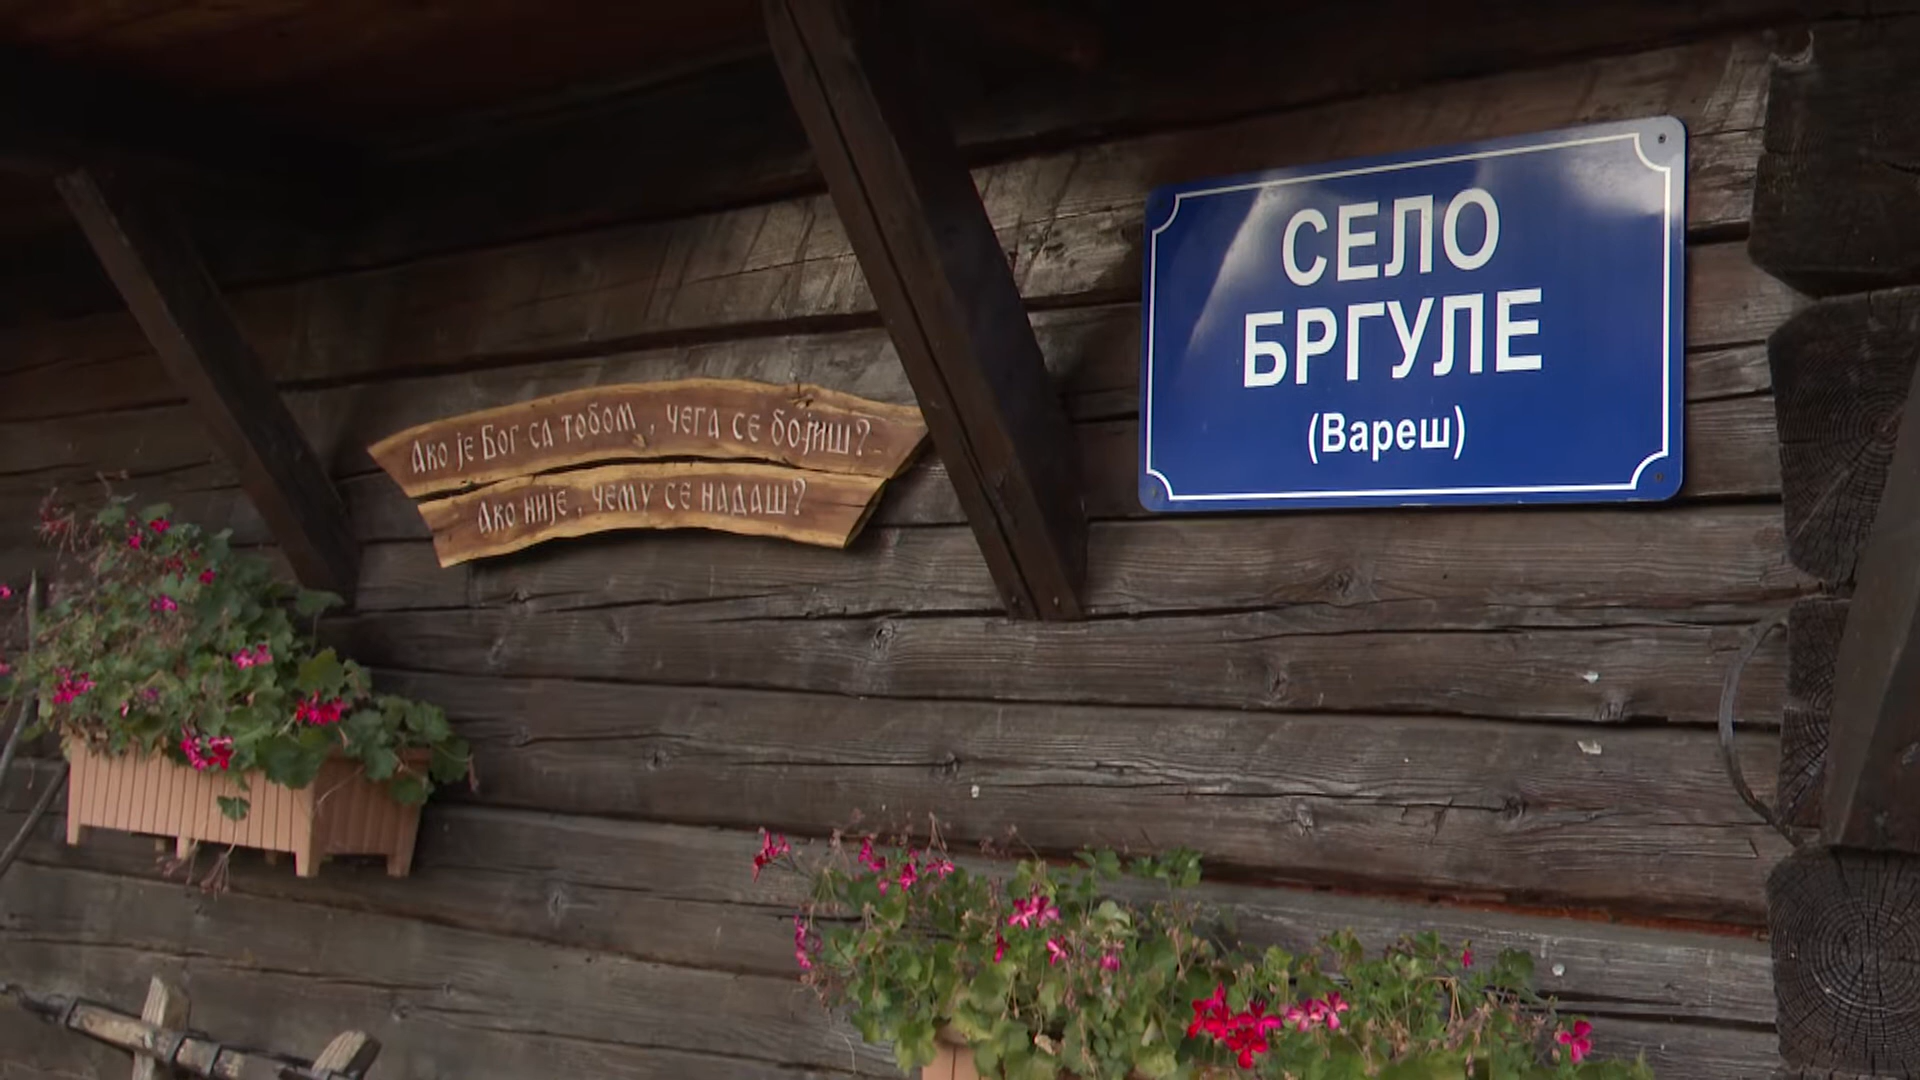 Ако је Бог са тобом, чега се бојиш?
Ако није, чему се надаш?
СЕЛО
БРГУЛЕ
(Вареш)